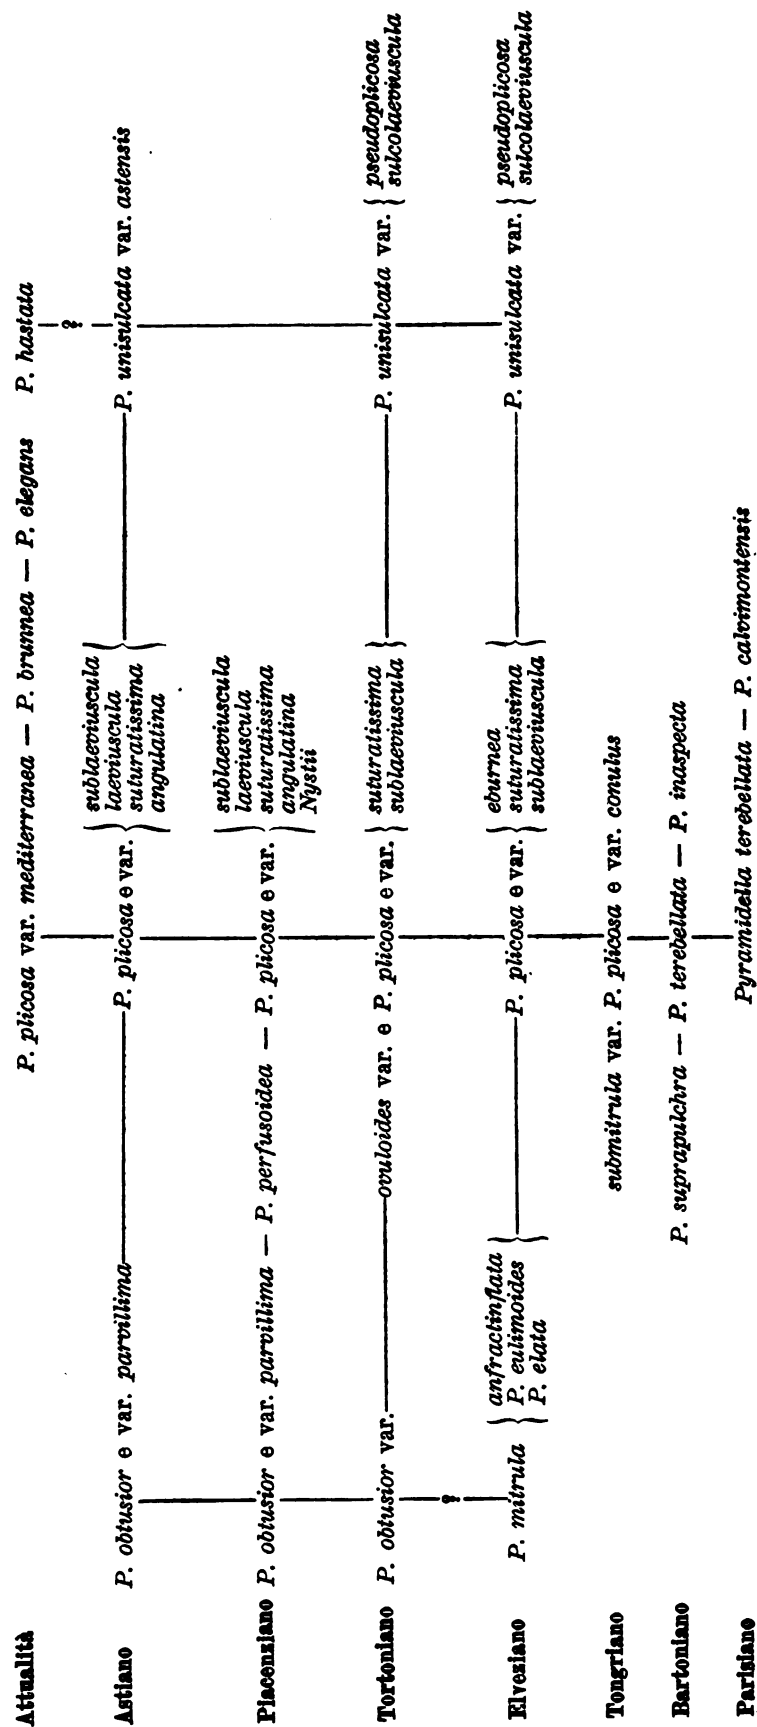 Attualità P. plicosa var. mediterranea — P. brunnea — P. elegans P. hastata
?
Astiano P. obtusior e var. parvillima — P. plicosa e var. { sublaeviuscula laeviuscula suturatissima angulatina } — P. unisulcata var. astensis
Piacenziano P. obtusior e var. parvillima — P. perfusoidea — P. plicosa e var. { sublaeviuscula laeviuscula suturatissima angulatina Nystii
Tortoniano P. obtusior var. — ovuloides var. e P. plicosa e var. { suturatissima sublaeviuscula } — P. unisulcata var. { pseudoplicosa sulcolaeviuscula
?
Elveziano P. mitrula { anfractinflata P. eulimoides P. elata } — P. plicosa e var. { eburnea suturatissima sublaeviuscula } — P. unisulcata var. { pseudoplicosa sulcolaeviuscula
Tongriano submitrula var. P. plicosa e var. conulus
Bartoniano P. suprapulchra — P. terebellata — P. inaspecta
Parisiano Pyramidella terebellata — P. calvimontensis